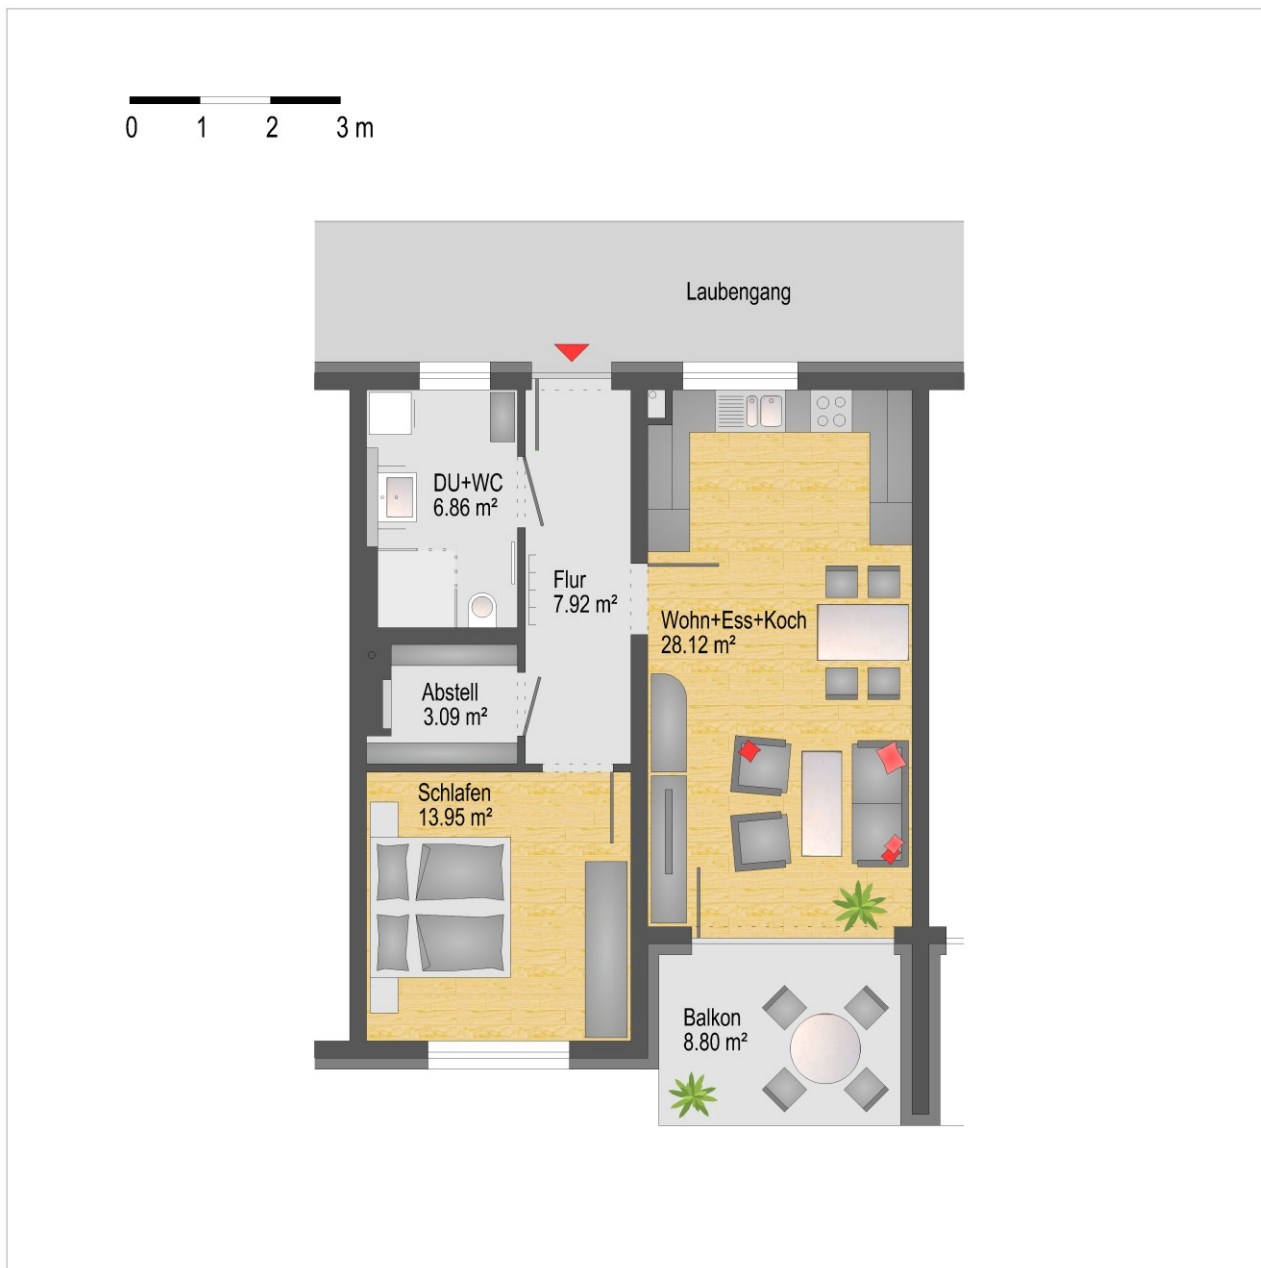 0 1 2 3 m
Laubengang
DU+WC
6.86 m²
Flur
7.92 m²
Wohn+Ess+Koch
28.12 m²
Abstell
3.09 m²
Schlafen
13.95 m²
Balkon
8.80 m²